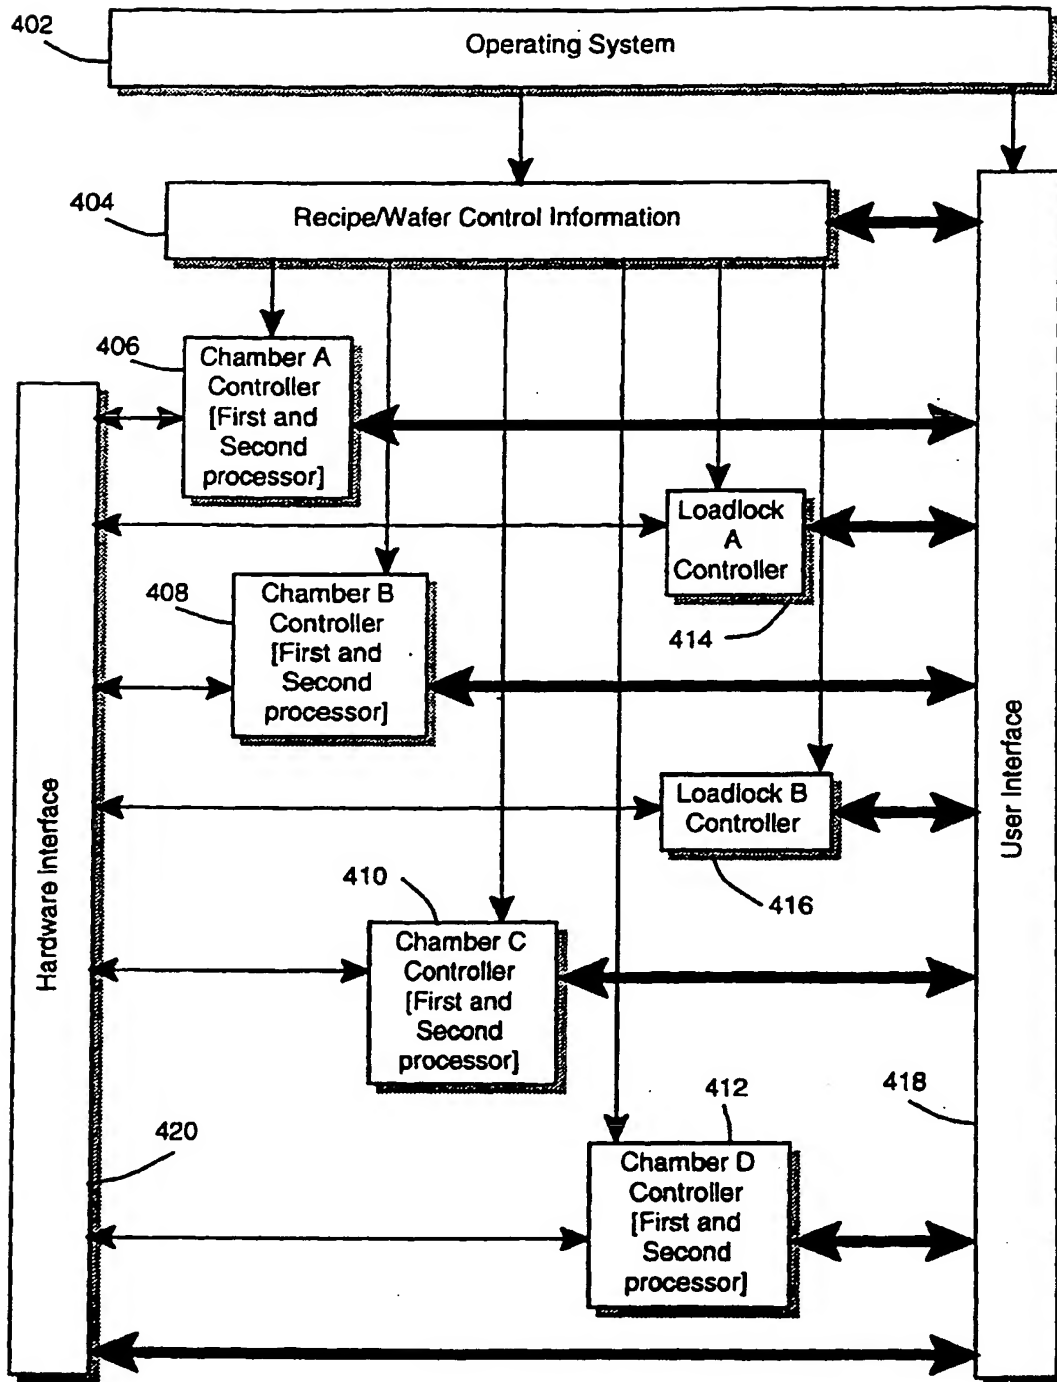 402
Operating System
404
Recipe/Wafer Control Information
406
Chamber A
Controller
[First and
Second
processor]
Loadlock
A
Controller
414
408
Chamber B
Controller
[First and
Second
processor]
Loadlock B
Controller
416
410
Chamber C
Controller
[First and
Second
processor]
412
Chamber D
Controller
[First and
Second
processor]
Hardware Interface
420
User Interface
418